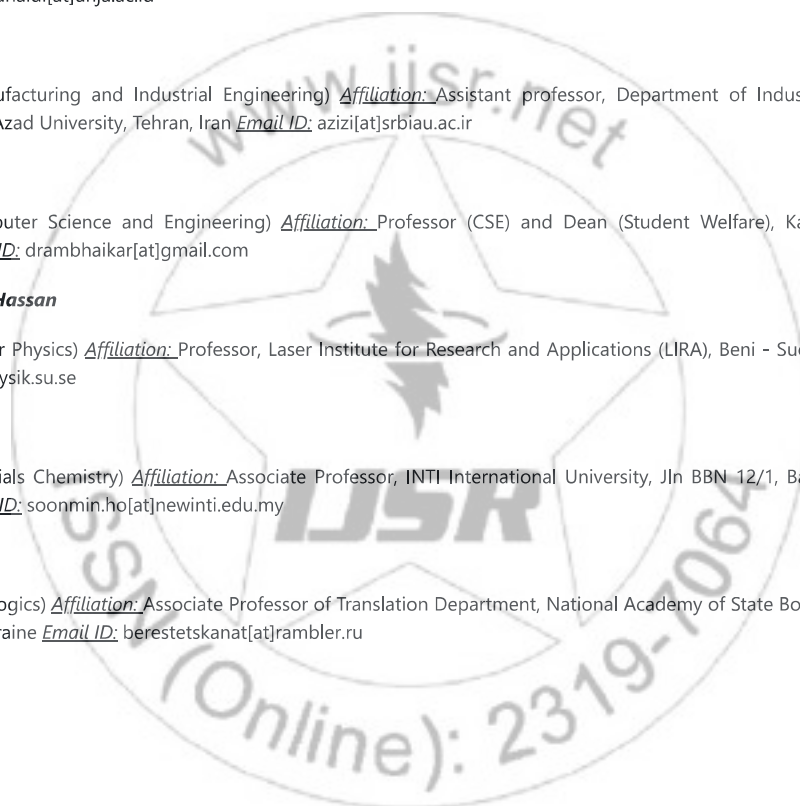 ufacturing and Industrial Engineering) Affiliation: Assistant professor, Department of Indus
Azad University, Tehran, Iran Email ID: azizi[at]srbiau.ac.ir
puter Science and Engineering) Affiliation: Professor (CSE) and Dean (Student Welfare), Ka
ID: drambhaikar[at]gmail.com
Hassan
r Physics) Affiliation: Professor, Laser Institute for Research and Applications (LIRA), Beni - Sue
ysik.su.se
ials Chemistry) Affiliation: Associate Professor, INTI International University, Jln BBN 12/1, Ba
ID: soonmin.ho[at]newinti.edu.my
ogics) Affiliation: Associate Professor of Translation Department, National Academy of State Bo
raine Email ID: berestetskanat[at]rambler.ru
www.ijsr.net
IJSR
ISSN (Online): 2319-7064